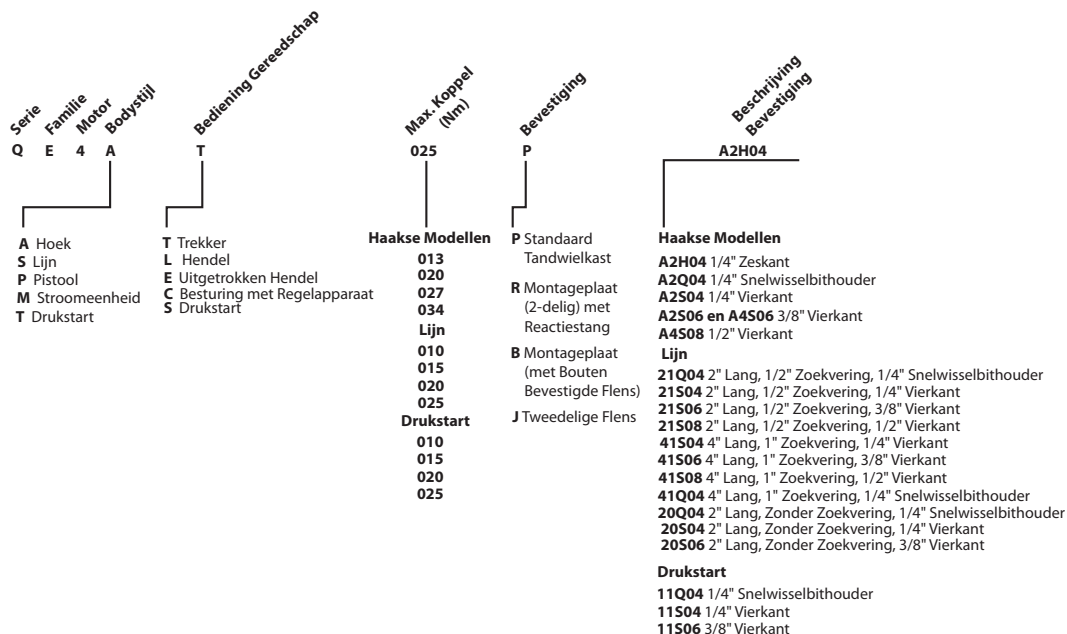 Serie
Familie
Motor
Bodystijl
Bediening Gereedschap
Max. Koppel
(Nm)
Bevestiging
Beschrijving
Bevestiging
Q E 4 A T 025 P A2H04
A Hoek
S Lijn
P Pistool
M Stroomeenheid
T Drukstart
T Trekker
L Hendel
E Uitgetrokken Hendel
C Besturing met Regelapparaat
S Drukstart
Haakse Modellen
013
020
027
034
Lijn
010
015
020
025
Drukstart
010
015
020
025
P Standaard
Tandwielkast
R Montageplaat
(2-delig) met
Reactiestang
B Montageplaat
(met Bouten
Bevestigde Flens)
J Tweedelige Flens
Haakse Modellen
A2H04 1/4" Zeskant
A2Q04 1/4" Snelwisselbithouder
A2S04 1/4" Vierkant
A2S06 en A4S06 3/8" Vierkant
A4S08 1/2" Vierkant
Lijn
21Q04 2" Lang, 1/2" Zoekvering, 1/4" Snelwisselbithouder
21S04 2" Lang, 1/2" Zoekvering, 1/4" Vierkant
21S06 2" Lang, 1/2" Zoekvering, 3/8" Vierkant
21S08 2" Lang, 1/2" Zoekvering, 1/2" Vierkant
41S04 4" Lang, 1" Zoekvering, 1/4" Vierkant
41S06 4" Lang, 1" Zoekvering, 3/8" Vierkant
41S08 4" Lang, 1" Zoekvering, 1/2" Vierkant
41Q04 4" Lang, 1" Zoekvering, 1/4" Snelwisselbithouder
20Q04 2" Lang, Zonder Zoekvering, 1/4" Snelwisselbithouder
20S04 2" Lang, Zonder Zoekvering, 1/4" Vierkant
20S06 2" Lang, Zonder Zoekvering, 3/8" Vierkant
Drukstart
11Q04 1/4" Snelwisselbithouder
11S04 1/4" Vierkant
11S06 3/8" Vierkant